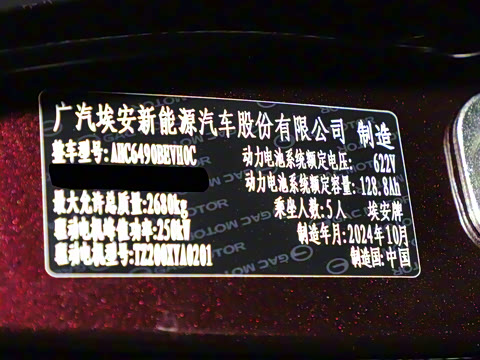 广汽埃安新能源汽车股份有限公司 制造
整车型号:AHC6490BEVH0C 动力电池系统额定电压: 622V
动力电池系统额定容量: 128.8Ah
最大允许总质量:2680kg 乘坐人数:5人 埃安牌
驱动电机峰值功率:250kW 制造年月:2024年10月
驱动电机型号:TZ200XYA0201 制造国:中国
GAC MOTOR